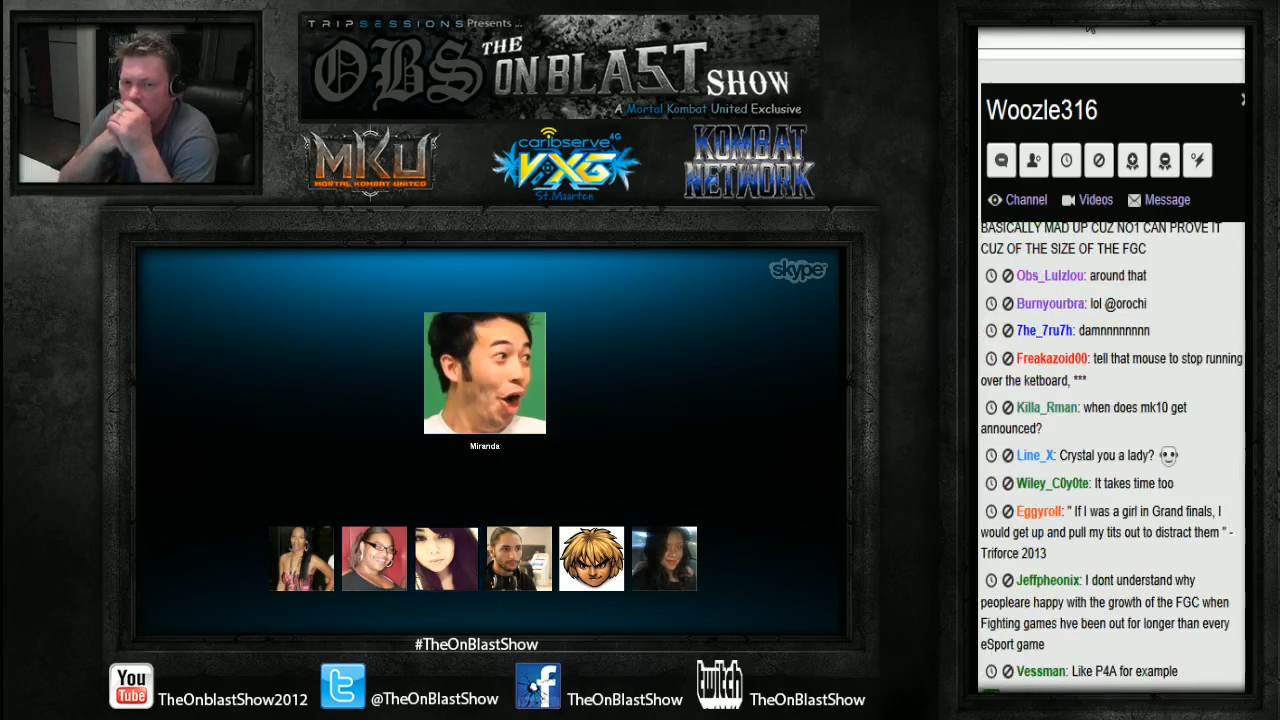 TRIPSESSIONS Presents ...
OBS THE ON BLAST SHOW
A Mortal Kombat United Exclusive
MKU
MORTAL KOMBAT UNITED
caribserve 4G
VXG
St.Maarten
KOMBAT
NETWORK
skype
Miranda
#TheOnBlastShow
You
Tube
TheOnblastShow2012
@TheOnBlastShow
TheOnBlastShow
twitch
TheOnBlastShow
Woozle316
Channel Videos Message
BASICALLY MAD UP CUZ NO1 CAN PROVE IT
CUZ OF THE SIZE OF THE FGC
Obs_Lulzlou: around that
Burnyourbra: lol @orochi
7he_7ru7h: damnnnnnnn
Freakazoid00: tell that mouse to stop running
over the ketboard, ***
Killa_Rman: when does mk10 get
announced?
Line_X: Crystal you a lady?
Wiley_C0y0te: It takes time too
Eggyroll: " If I was a girl in Grand finals, I
would get up and pull my tits out to distract them " -
Triforce 2013
Jeffpheonix: I dont understand why
peopleare happy with the growth of the FGC when
Fighting games hve been out for longer than every
eSport game
Vessman: Like P4A for example